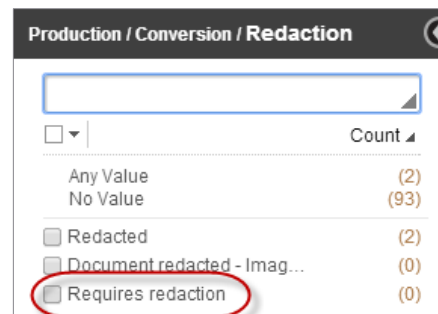 Production / Conversion / Redaction
Count
Any Value (2)
No Value (93)
Redacted (2)
Document redacted - Imag... (0)
Requires redaction (0)